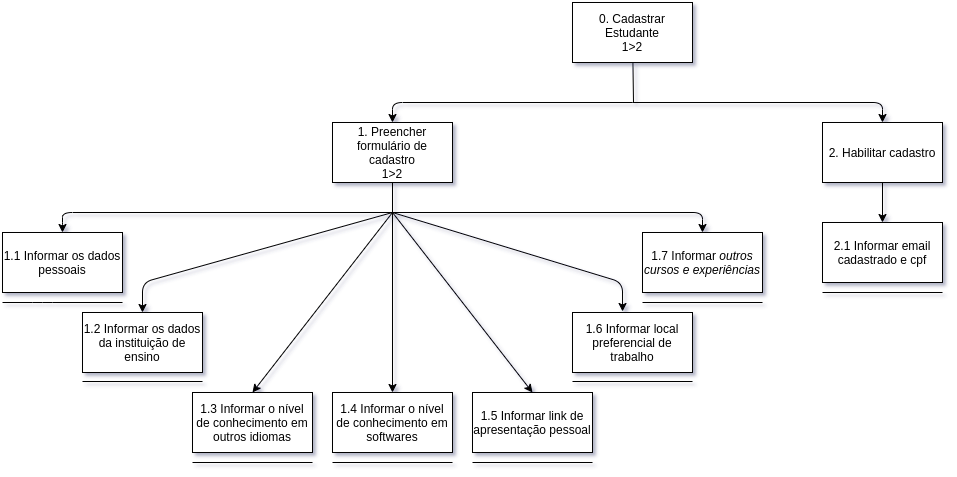 0. Cadastrar
Estudante
1>2
1. Preencher
formulário de
cadastro
1>2
2. Habilitar cadastro
1.1 Informar os dados
pessoais
1.7 Informar outros
cursos e experiências
2.1 Informar email
cadastrado e cpf
1.2 Informar os dados
da instituição de
ensino
1.6 Informar local
preferencial de
trabalho
1.3 Informar o nível
de conhecimento em
outros idiomas
1.4 Informar o nível
de conhecimento em
softwares
1.5 Informar link de
apresentação pessoal